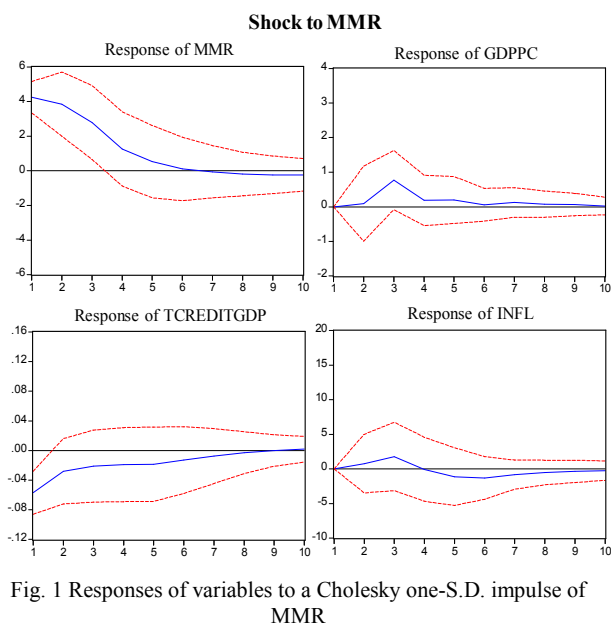 Shock to MMR
Response of MMR
6
4
2
0
-2
-4
-6
1 2 3 4 5 6 7 8 9 10
Response of GDPPC
4
3
2
1
0
-1
-2
1 2 3 4 5 6 7 8 9 10
Response of TCREDITGDP
.16
.12
.08
.04
.00
-.04
-.08
-.12
1 2 3 4 5 6 7 8 9 10
Response of INFL
20
15
10
5
0
-5
-10
1 2 3 4 5 6 7 8 9 10
Fig. 1 Responses of variables to a Cholesky one-S.D. impulse of
MMR